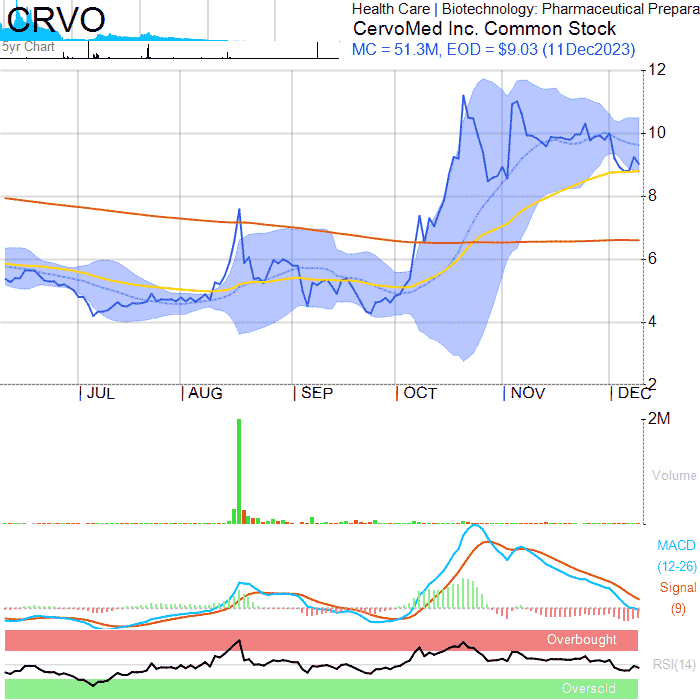 CRVO
5yr Chart
Health Care | Biotechnology: Pharmaceutical Prepara
CervoMed Inc. Common Stock
MC = 51.3M, EOD = $9.03 (11Dec2023)
12
10
8
6
4
2
| JUL
| AUG
| SEP
| OCT
| NOV
| DEC
2M
Volume
MACD
(12-26)
Signal
(9)
Overbought
RSI(14)
Oversold